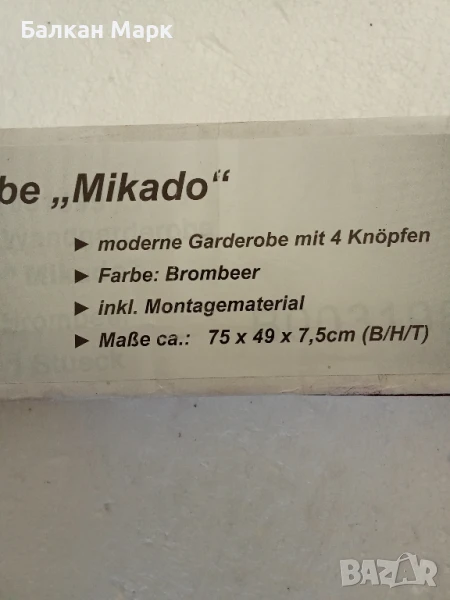 Балкан Марк
be „Mikado“
► moderne Garderobe mit 4 Knöpfen
► Farbe: Brombeer
► inkl. Montagematerial
► Maße ca.: 75 x 49 x 7,5cm (B/H/T)
BAZAR